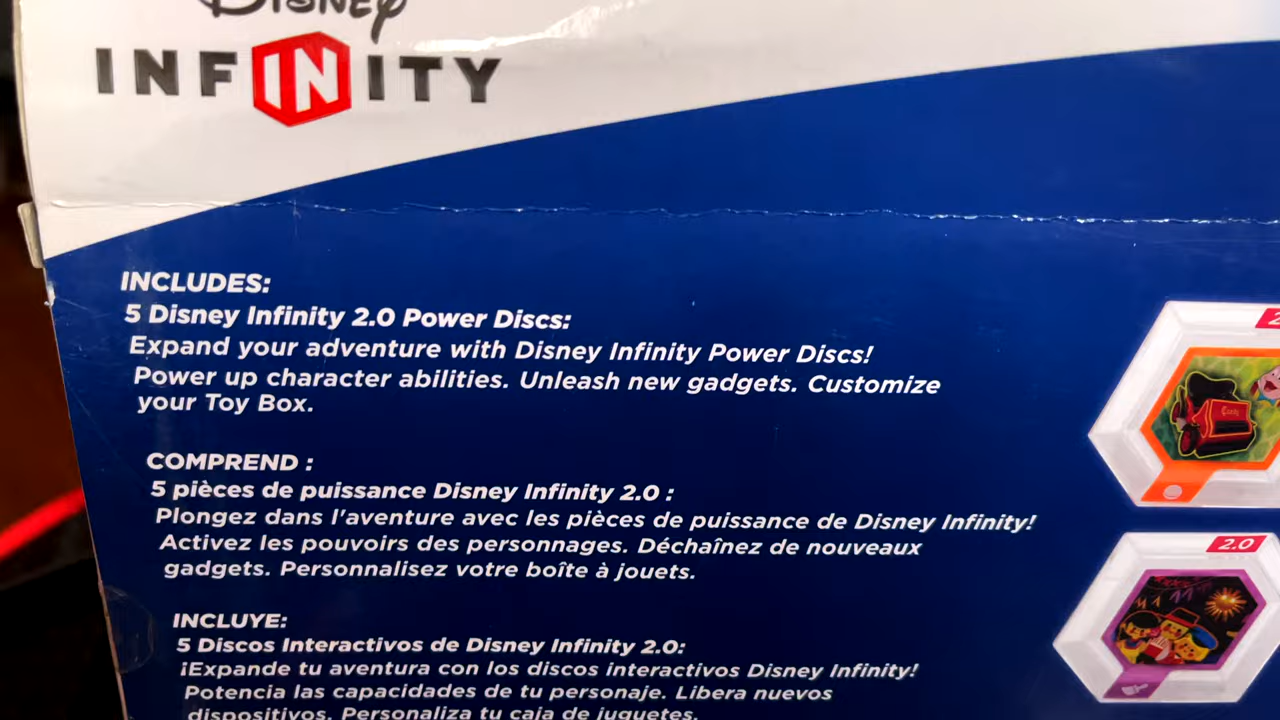 DISNEY
INFINITY
INCLUDES:
5 Disney Infinity 2.0 Power Discs:
Expand your adventure with Disney Infinity Power Discs!
Power up character abilities. Unleash new gadgets. Customize
your Toy Box.
COMPREND :
5 pièces de puissance Disney Infinity 2.0 :
Plongez dans l'aventure avec les pièces de puissance de Disney Infinity!
Activez les pouvoirs des personnages. Déchaînez de nouveaux
gadgets. Personnalisez votre boîte à jouets.
2.0
INCLUYE:
5 Discos Interactivos de Disney Infinity 2.0:
¡Expande tu aventura con los discos interactivos Disney Infinity!
Potencia las capacidades de tu personaje. Libera nuevos
dispositivos. Personaliza tu caja de juguetes.